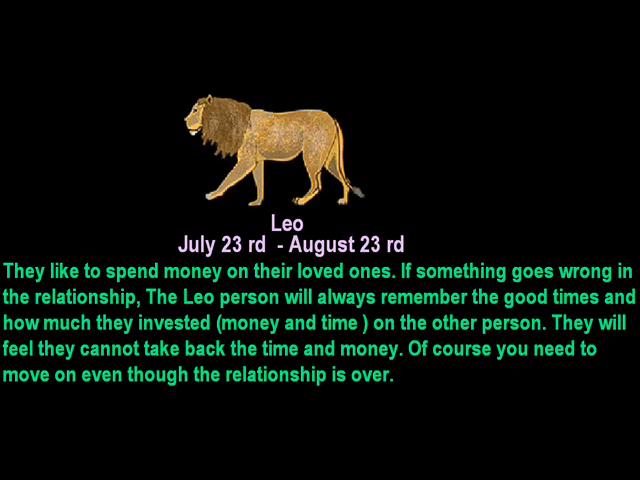 Leo
July 23 rd  - August 23 rd
They like to spend money on their loved ones. If something goes wrong in
the relationship, The Leo person will always remember the good times and
how much they invested (money and time ) on the other person. They will
feel they cannot take back the time and money. Of course you need to
move on even though the relationship is over.